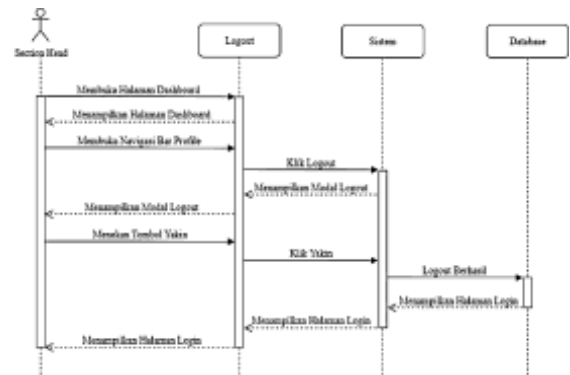 Logout
Sistem
Database
Section Head
Membuka Halaman Dashboard
Menampilkan Halaman Dashboard
Membuka Navigasi Bar Profile
Klik Logout
Menampilkan Modal Logout
Menampilkan Modal Logout
Menekan Tombol Yakin
Klik Yakin
Logout Berhasil
Menampilkan Halaman Login
Menampilkan Halaman Login
Menampilkan Halaman Login